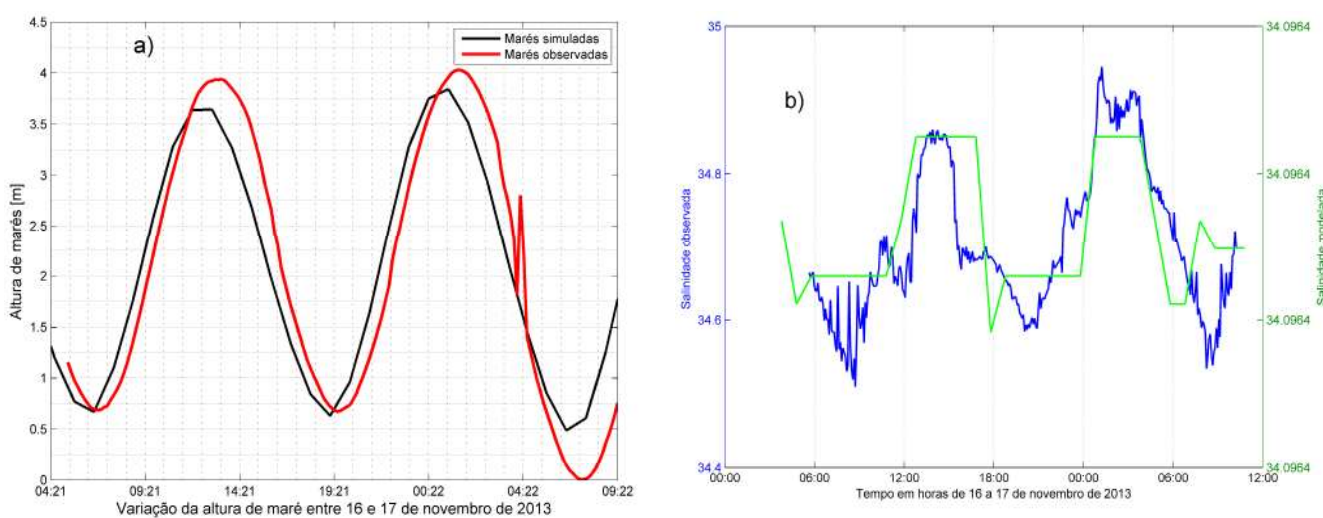 a)
Marés simuladas
Marés observadas
Altura de marés [m]
4.5
4
3.5
3
2.5
2
1.5
1
0.5
0
04:21 09:21 14:21 19:21 00:22 04:22 09:22
Variação da altura de maré entre 16 e 17 de novembro de 2013
b)
Salinidade observada
35
34.8
34.6
34.4
00:00 06:00 12:00 18:00 00:00 06:00 12:00
Tempo em horas de 16 a 17 de novembro de 2013
34.0964
34.0964
34.0964
34.0964
Salinidade modelada